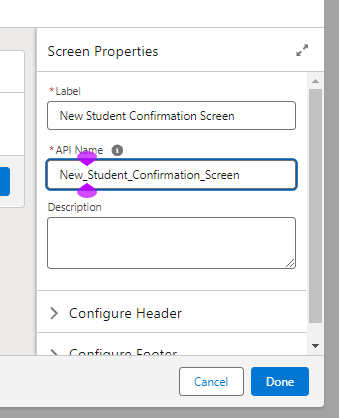 Screen Properties
*Label
New Student Confirmation Screen
*API Name
New_Student_Confirmation_Screen
Description
Configure Header
Configure Footer
Cancel
Done